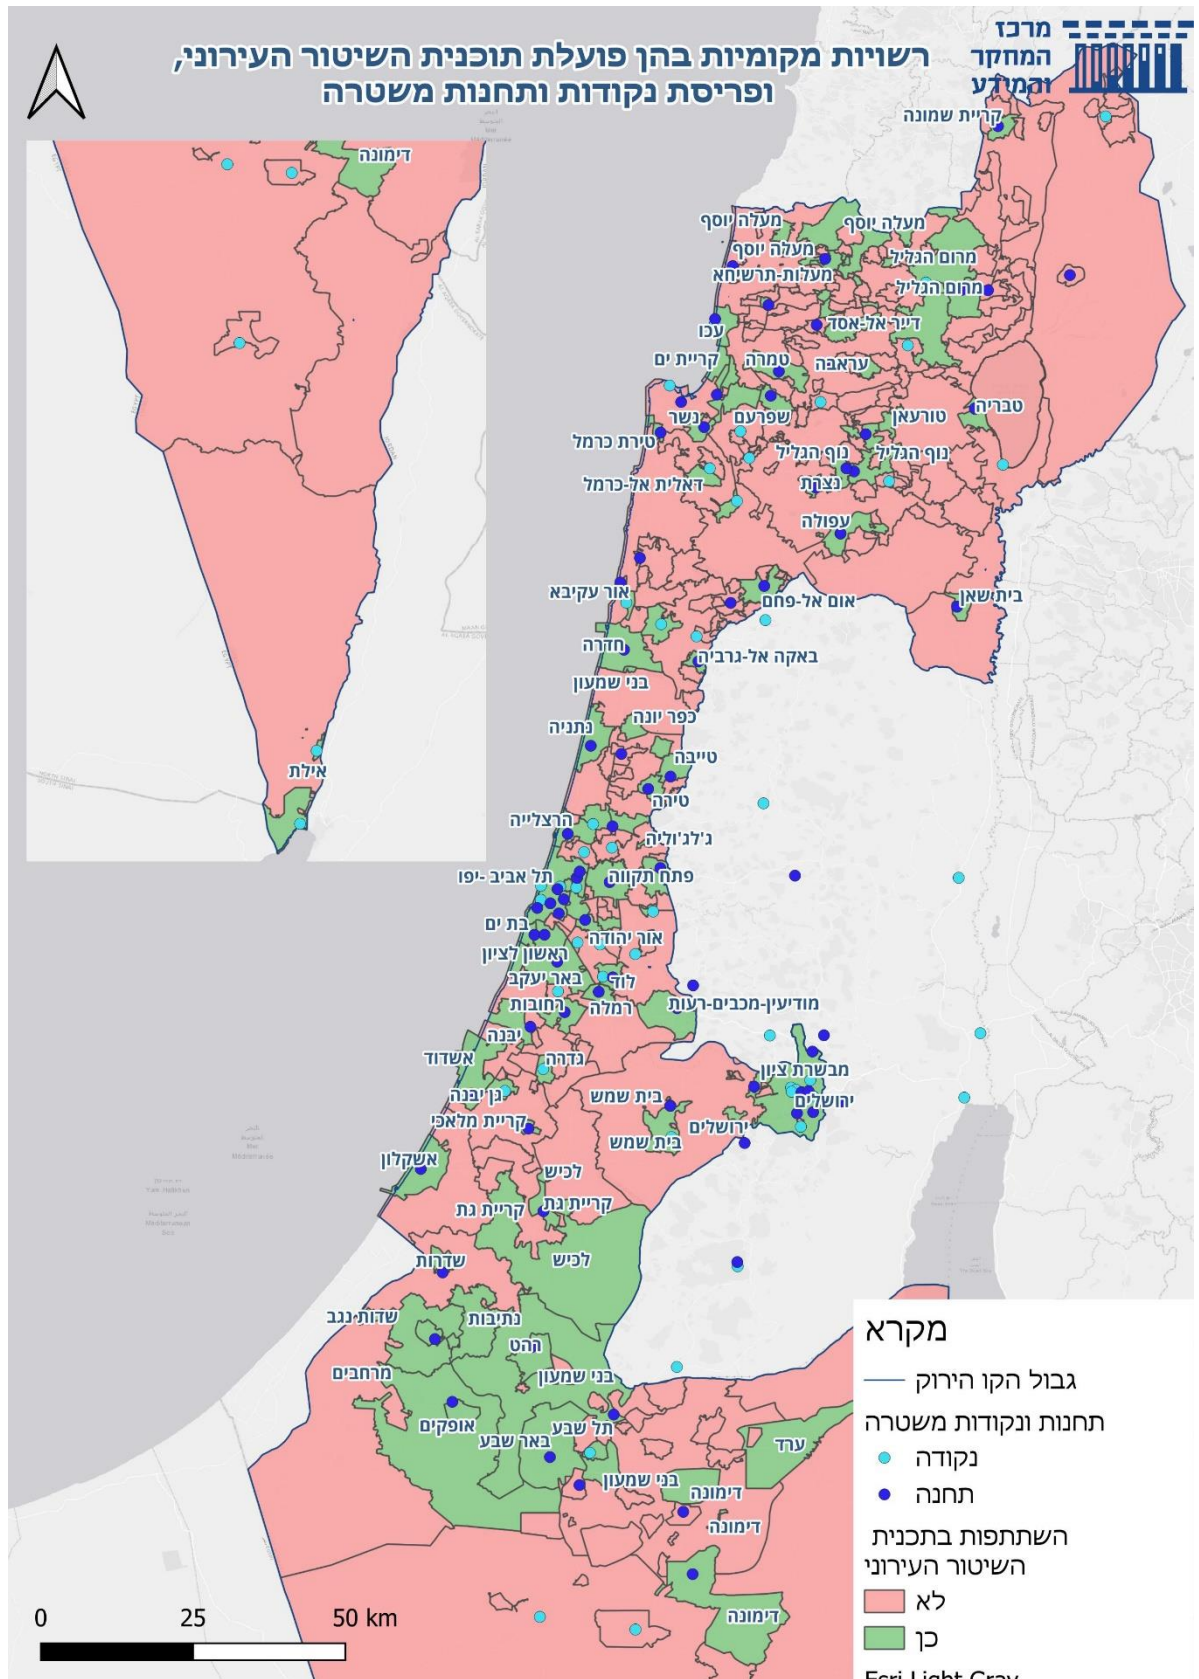 מרכז
המחקר
והמידע
רשויות מקומיות בהן פועלת תוכנית השיטור העירוני,
ופריסת נקודות ותחנות משטרה
דימונה
אילת
קריית שמונה
מעלה יוסף
מעלה יוסף
מעלה יוסף
מרום הגליל
מעלות-תרשיחא
מרום הגליל
דייר אל-אסד
עכו
קריית ים
טמרה
עראבה
טבריה
שפרעם
טורעאן
נשר
טירת כרמל
נוף הגליל
נוף הגליל
דאלית אל-כרמל
נצרת
עפולה
אור עקיבא
אום אל-פחם
בית שאן
חדרה
באקה אל-גרביה
בני שמעון
כפר יונה
נתניה
טייבה
טירה
הרצלייה
ג'לג'וליה
תל אביב -יפו
פתח תקווה
בת ים
אור יהודה
ראשון לציון
באר יעקב
לוד
רחובות
רמלה
מודיעין-מכבים-רעות
יבנה
אשדוד
גדרה
מבשרת ציון
גן יבנה
בית שמש
ירושלים
קריית מלאכי
ירושלים
בית שמש
אשקלון
לכיש
קריית גת
קריית גת
לכיש
שדרות
שדות נגב
נתיבות
רהט
מרחבים
בני שמעון
אופקים
תל שבע
באר שבע
ערד
בני שמעון
דימונה
דימונה
דימונה
0 25 50 km
מקרא
גבול הקו הירוק
תחנות ונקודות משטרה
נקודה
תחנה
השתתפות בתכנית
השיטור העירוני
לא
כן
Esri Light Gray